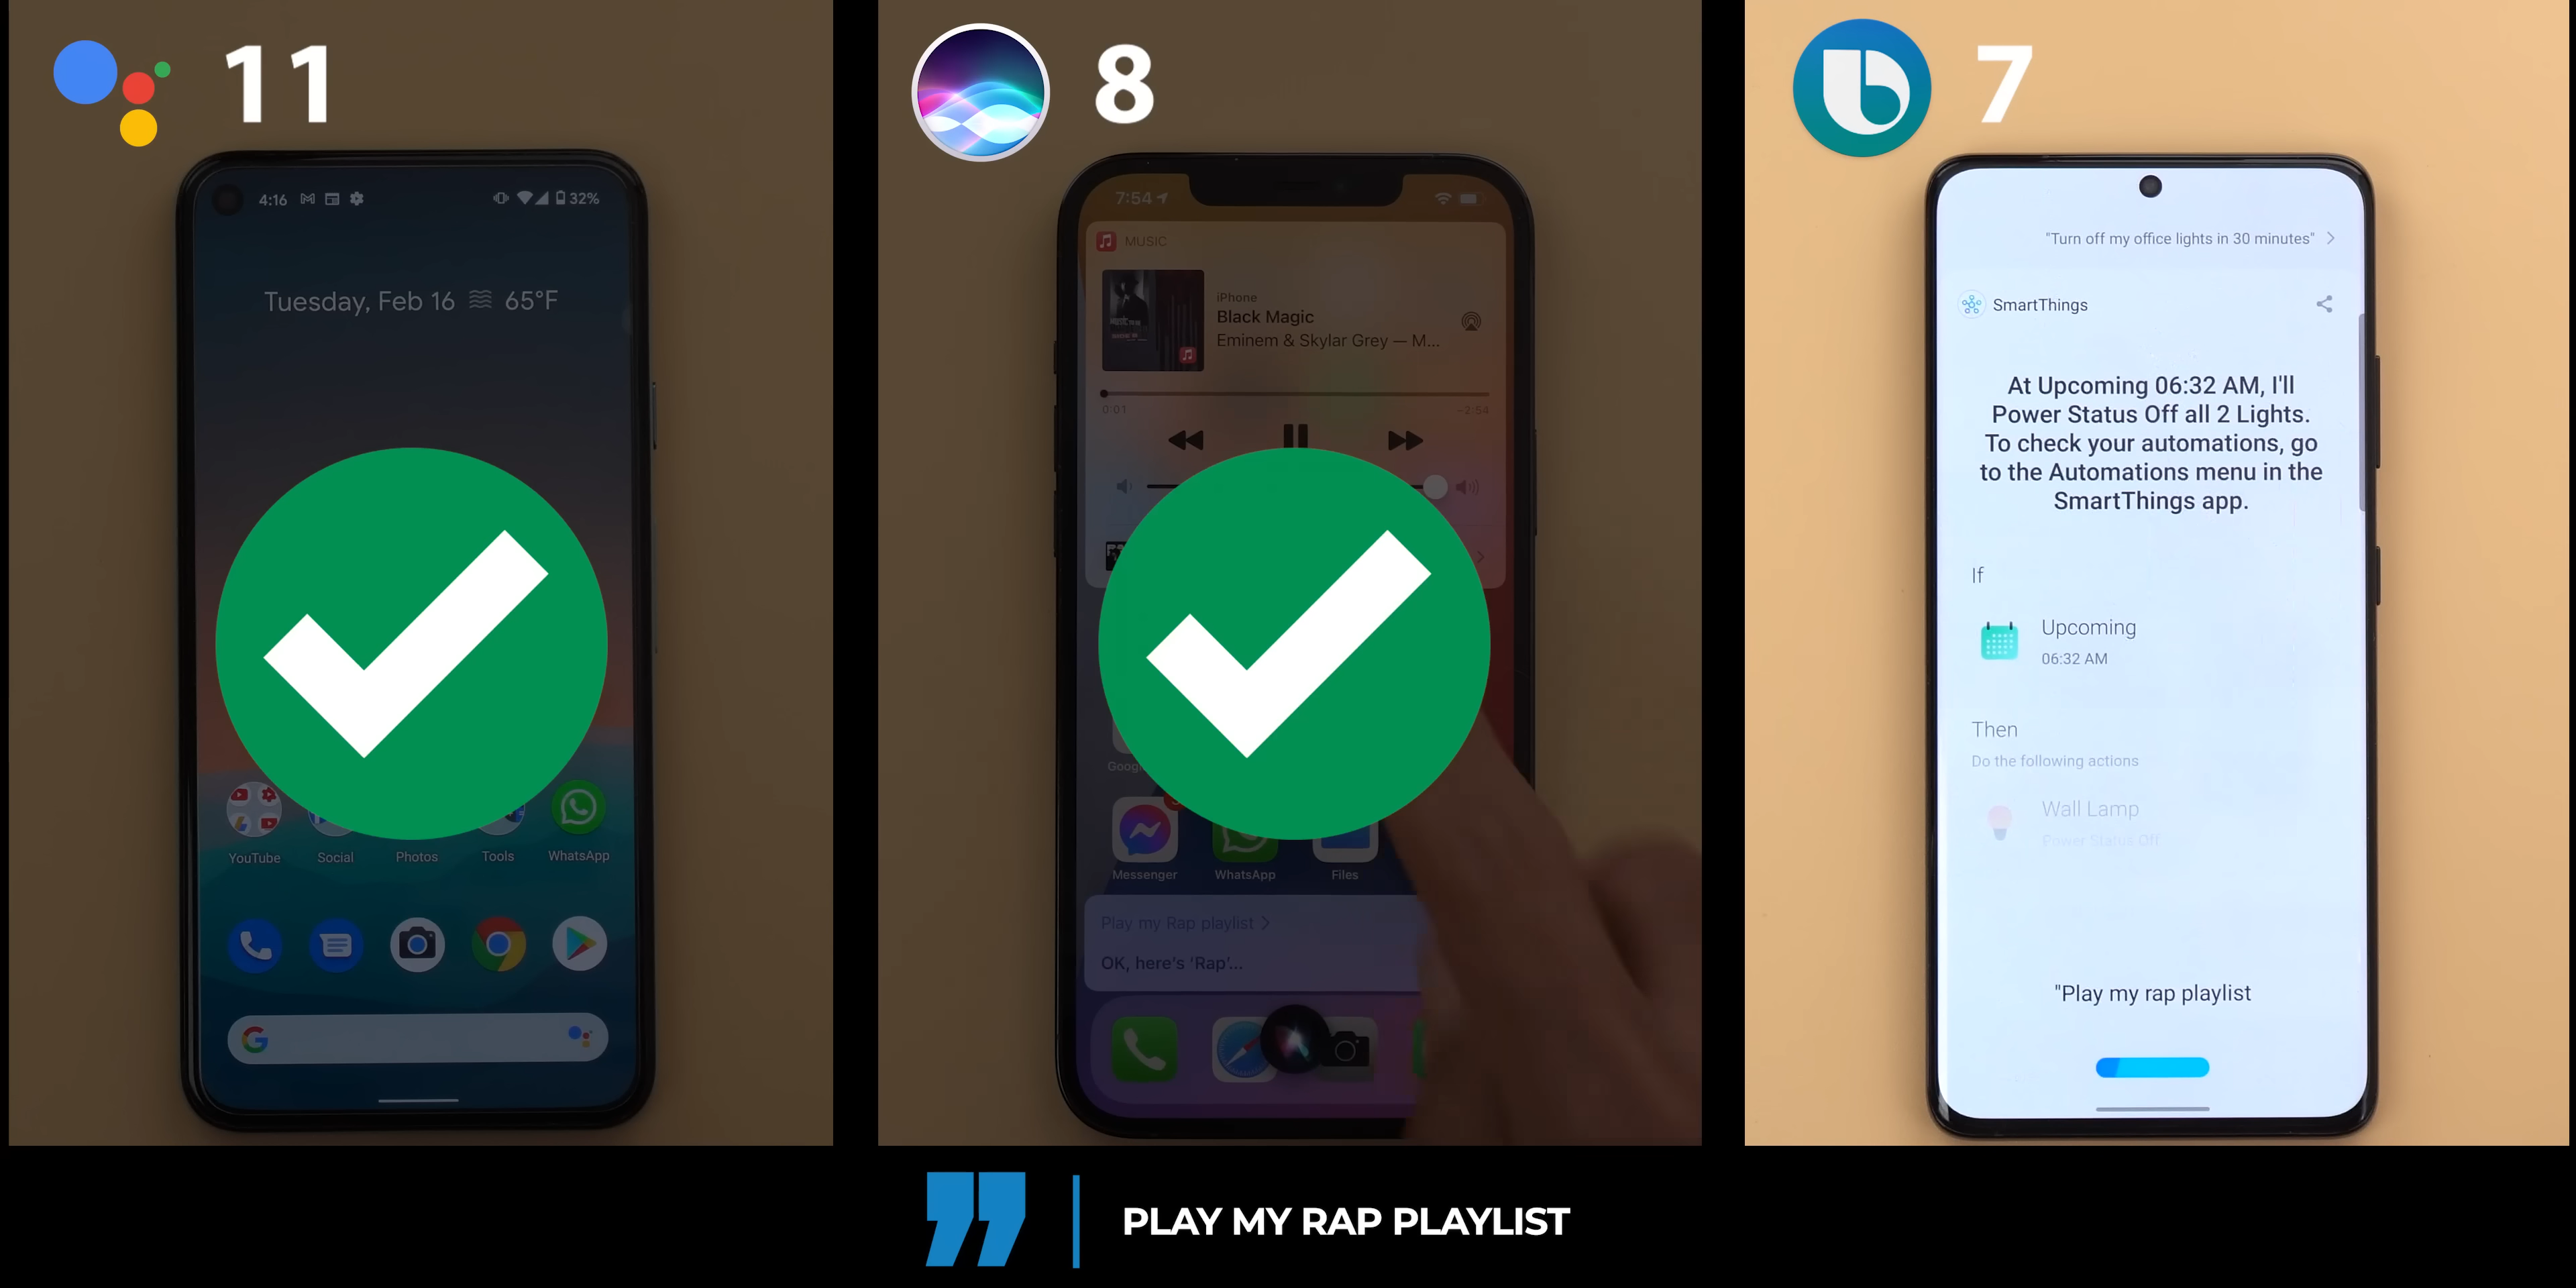 11
4:16
32%
Tuesday, Feb 16 65°F
YouTube
Social
Photos
Tools
WhatsApp
G
8
7:54
MUSIC
iPhone
Black Magic
Eminem & Skylar Grey — M...
0:01
-2:54
Messenger
WhatsApp
Files
Play my Rap playlist >
OK, here's 'Rap'...
7
"Turn off my office lights in 30 minutes" >
SmartThings
At Upcoming 06:32 AM, I'll
Power Status Off all 2 Lights.
To check your automations, go
to the Automations menu in the
SmartThings app.
If
Upcoming
06:32 AM
Then
Do the following actions
Wall Lamp
Power Status Off
"Play my rap playlist
PLAY MY RAP PLAYLIST